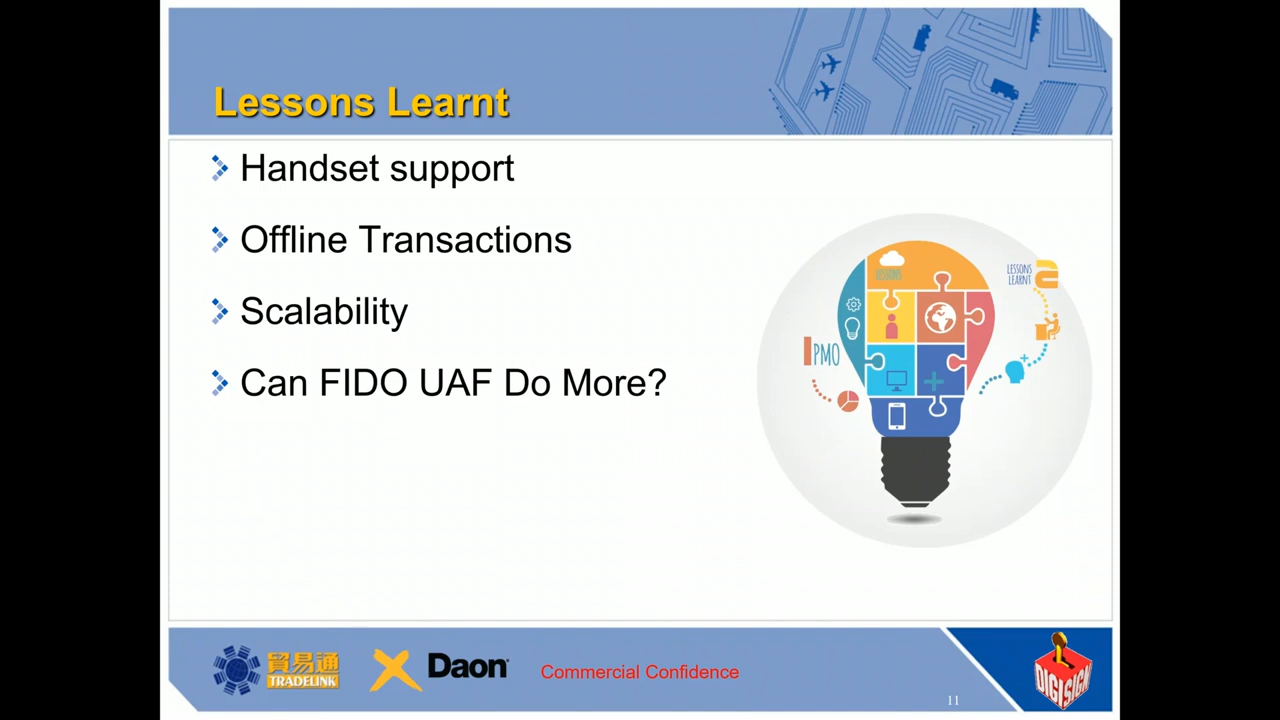 Lessons Learnt
Handset support
Offline Transactions
Scalability
Can FIDO UAF Do More?
LESSONS
LESSONS
LEARNT
PMO
貿易通
TRADELINK
Daon
Commercial Confidence
11
DIGISIGN